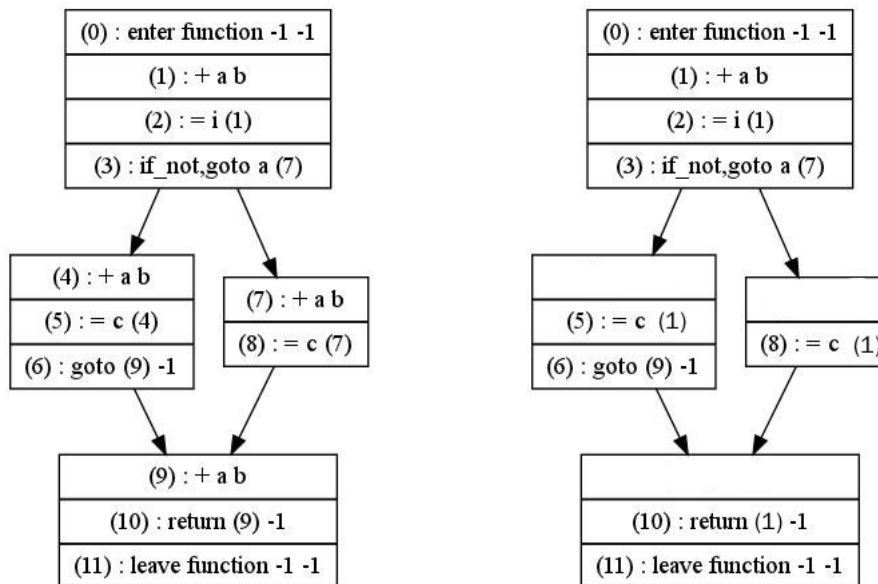 (0) : enter function -1 -1
(1) : + a b
(2) : = i (1)
(3) : if_not,goto a (7)
(4) : + a b
(5) : = c (4)
(6) : goto (9) -1
(7) : + a b
(8) : = c (7)
(9) : + a b
(10) : return (9) -1
(11) : leave function -1 -1
(0) : enter function -1 -1
(1) : + a b
(2) : = i (1)
(3) : if_not,goto a (7)
(5) : = c (1)
(6) : goto (9) -1
(8) : = c (1)
(10) : return (1) -1
(11) : leave function -1 -1